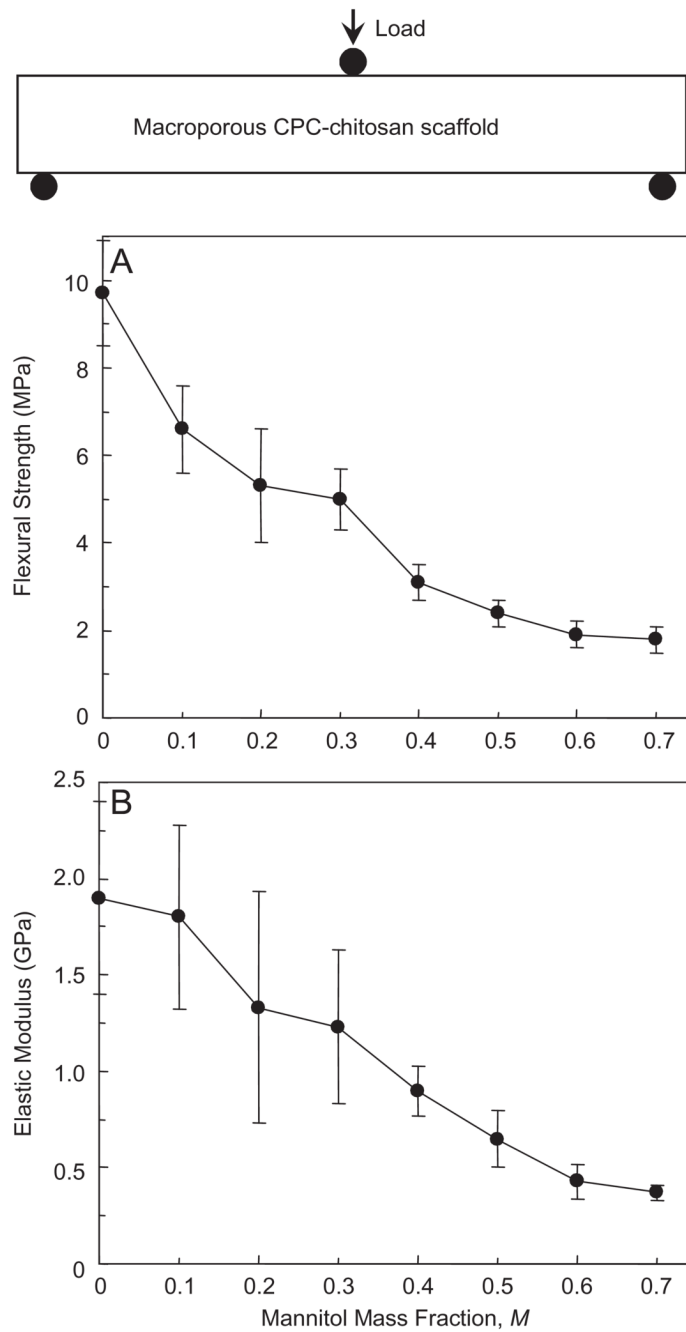 Load
Macroporous CPC-chitosan scaffold
A
Flexural Strength (MPa)
10
8
6
4
2
0
0 0.1 0.2 0.3 0.4 0.5 0.6 0.7
B
Elastic Modulus (GPa)
2.5
2.0
1.5
1.0
0.5
0
0 0.1 0.2 0.3 0.4 0.5 0.6 0.7
Mannitol Mass Fraction, M